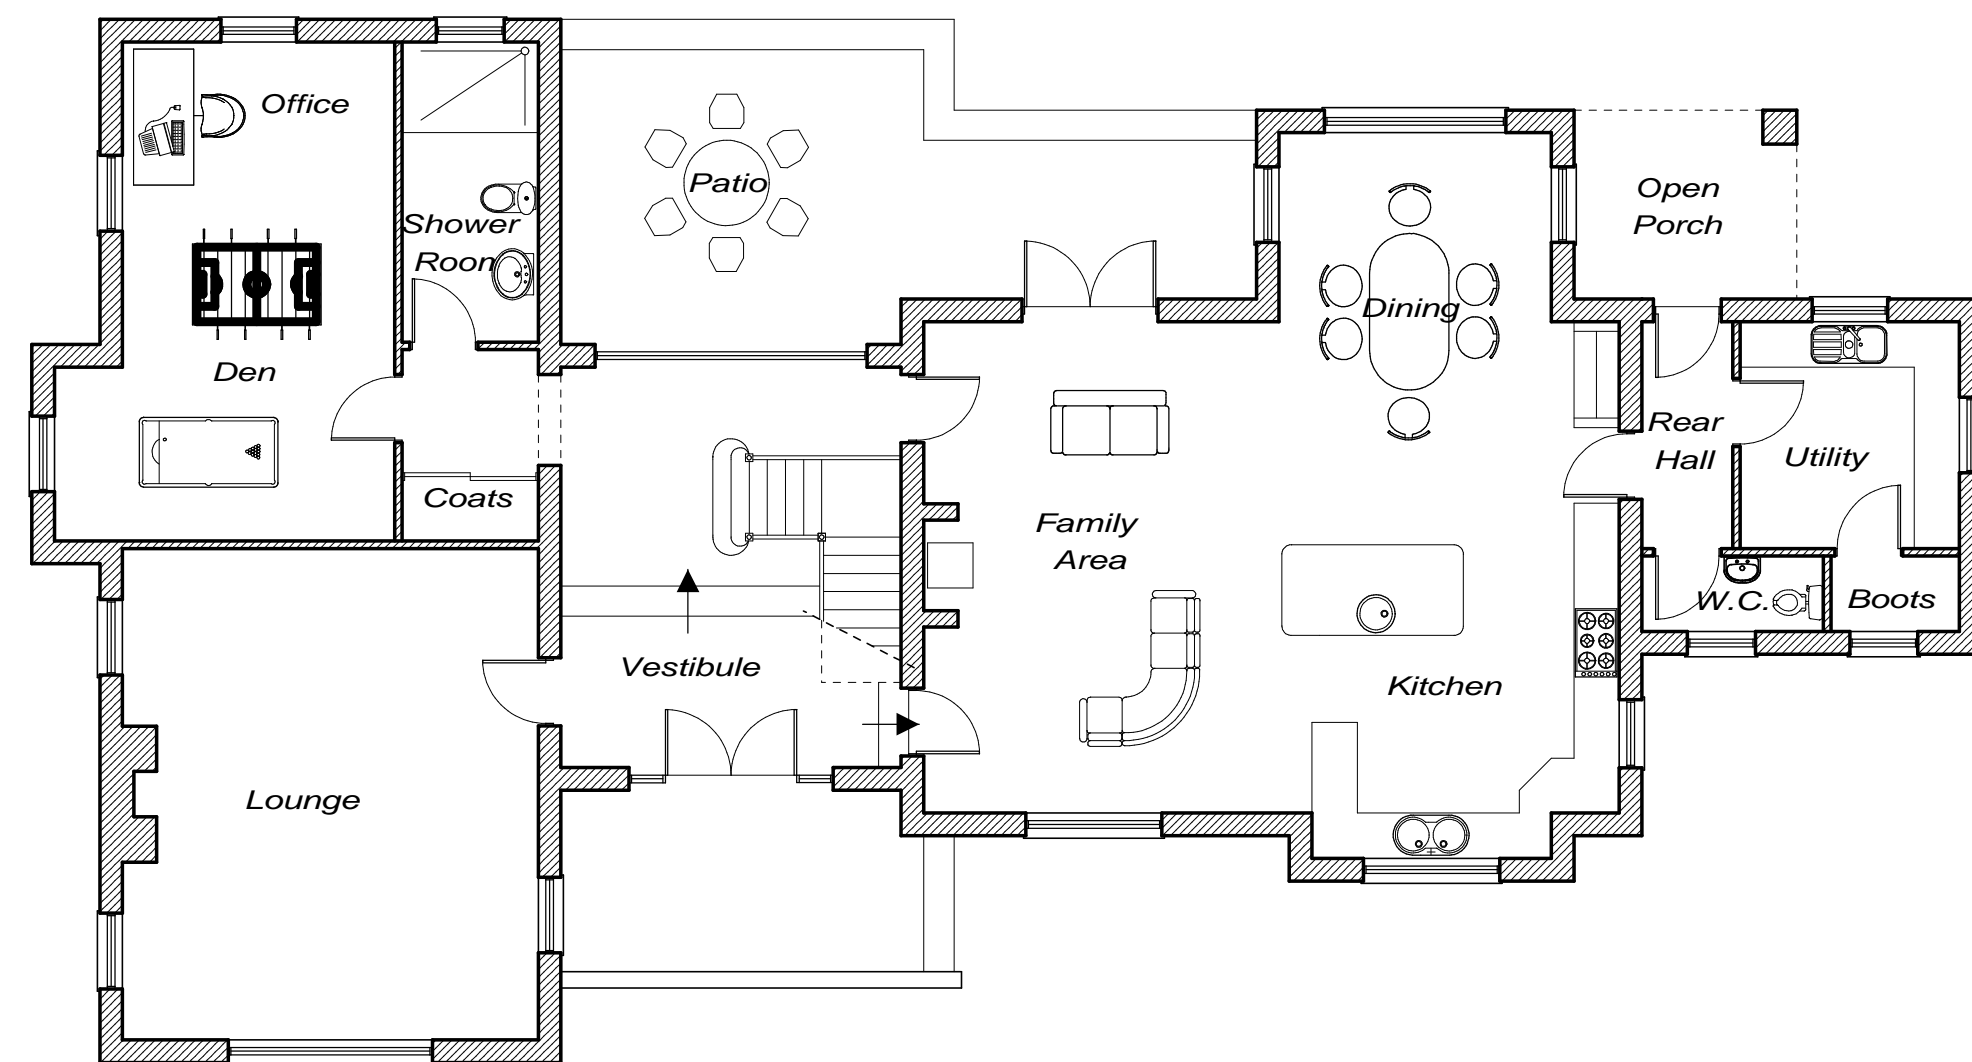 Office
Patio
Open
Porch
Shower
Room
Dining
Den
Rear
Hall
Utility
Coats
Family
Area
W.C.
Boots
Vestibule
Kitchen
Lounge